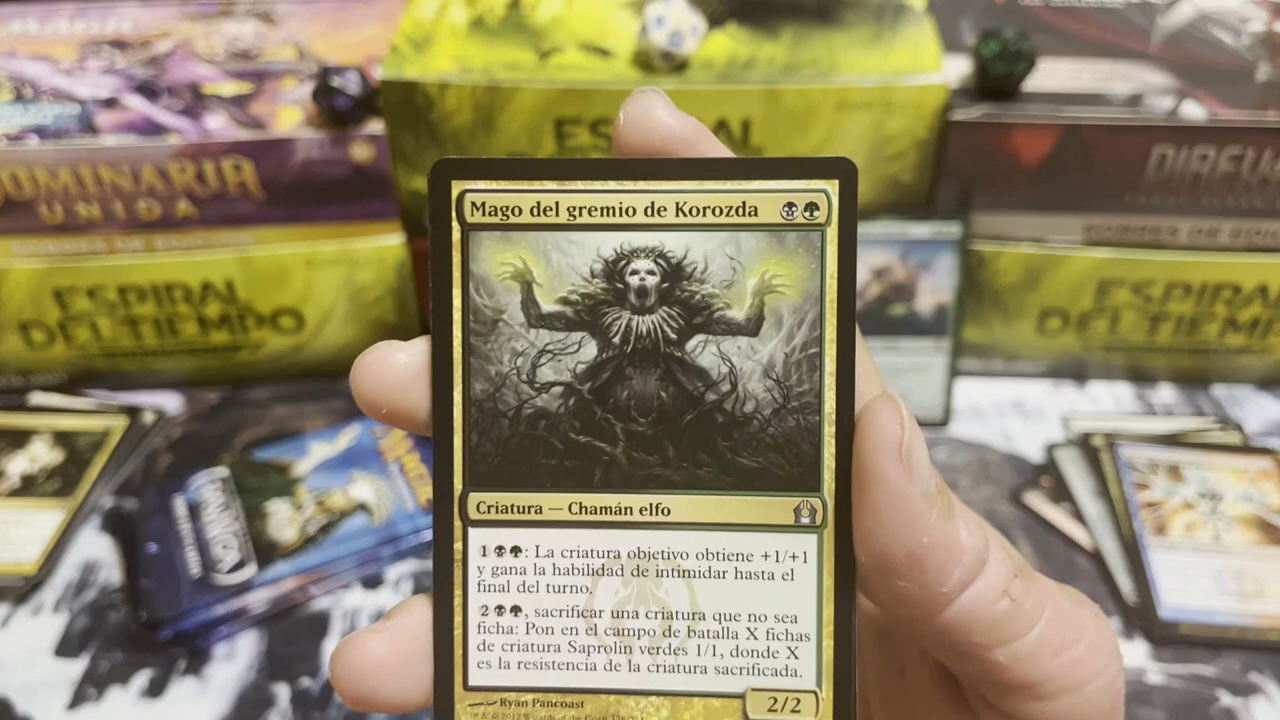 DOMINARIA
UNIDA
ESPIRAL
DEL TIEMPO
ESPIRAL
ESPIRAL
DEL TIEMPO
Mago del gremio de Korozda
Criatura — Chamán elfo
1: La criatura objetivo obtiene +1/+1
y gana la habilidad de intimidar hasta el
final del turno.
2, sacrificar una criatura que no sea
ficha: Pon en el campo de batalla X fichas
de criatura Saprolín verdes 1/1, donde X
es la resistencia de la criatura sacrificada.
2/2
Ryan Pancoast